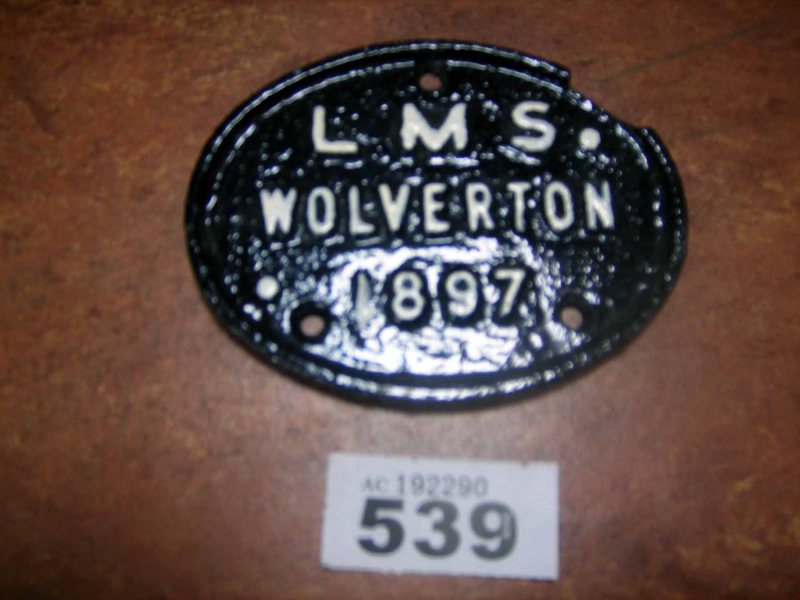 L M S.
WOLVERTON
1897
AC 192290
539